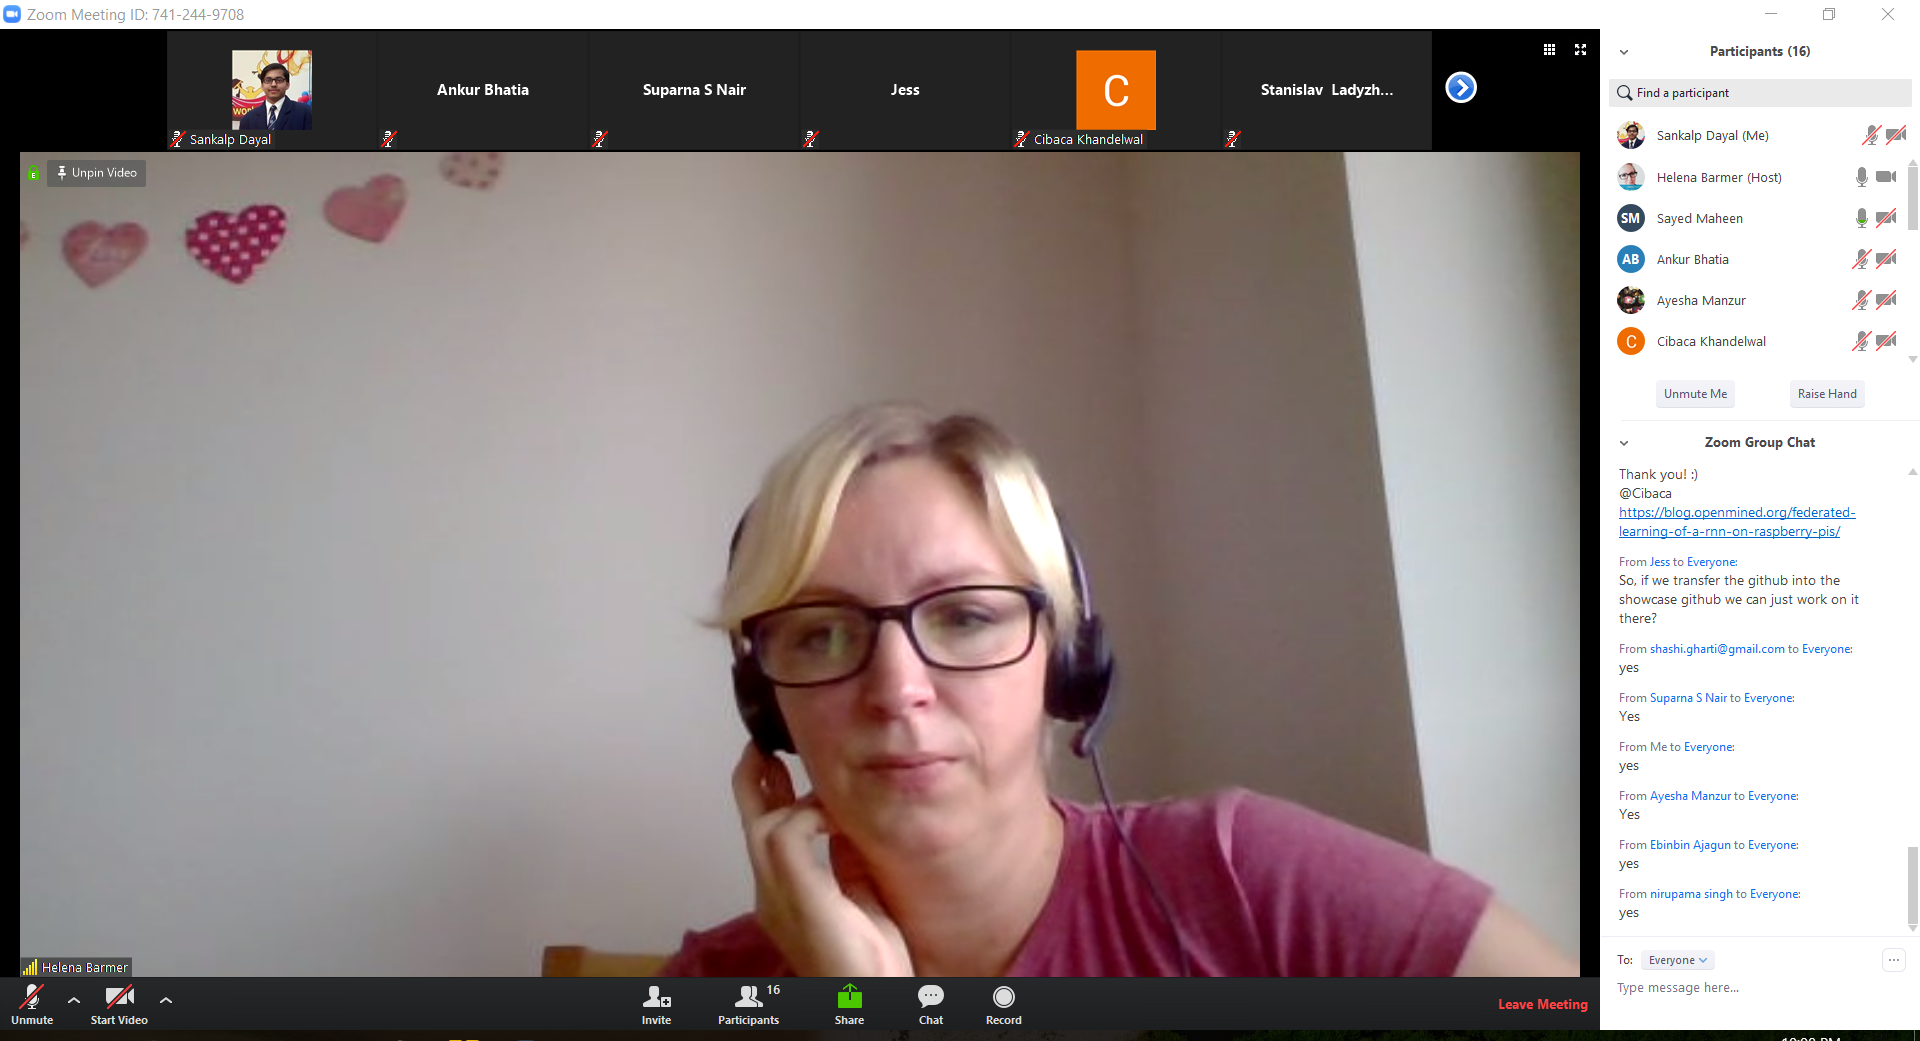 Zoom Meeting ID: 741-244-9708
Sankalp Dayal
Ankur Bhatia
Suparna S Nair
Jess
C
Cibaca Khandelwal
Stanislav Ladyzh...
Unpin Video
Helena Barmer
Unmute
Start Video
Invite
16
Participants
Share
Chat
Record
Leave Meeting
Participants (16)
Find a participant
Sankalp Dayal (Me)
Helena Barmer (Host)
SM Sayed Maheen
AB Ankur Bhatia
Ayesha Manzur
C Cibaca Khandelwal
Unmute Me
Raise Hand
Zoom Group Chat
Thank you! :)
@Cibaca
https://blog.openmined.org/federated-
learning-of-a-rnn-on-raspberry-pis/
From Jess to Everyone:
So, if we transfer the github into the
showcase github we can just work on it
there?
From shashi.gharti@gmail.com to Everyone:
yes
From Suparna S Nair to Everyone:
Yes
From Me to Everyone:
yes
From Ayesha Manzur to Everyone:
Yes
From Ebinbin Ajagun to Everyone:
yes
From nirupama singh to Everyone:
yes
To: Everyone
Type message here...